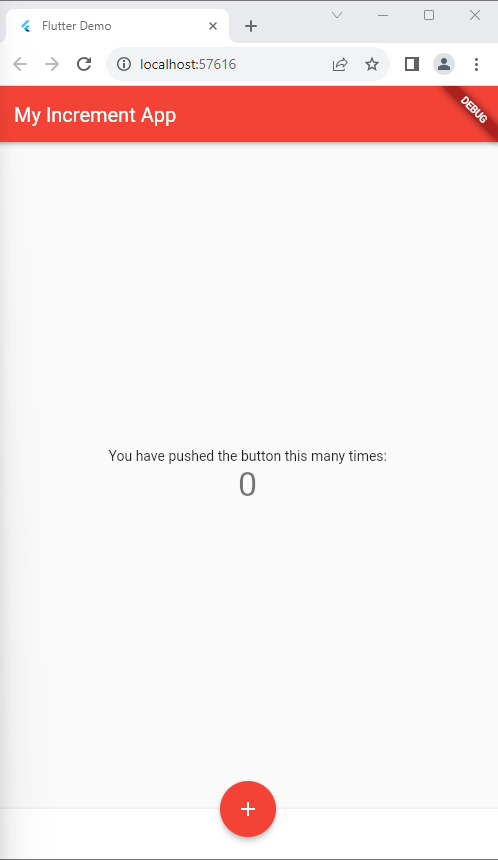 Flutter Demo
localhost:57616
My Increment App
DEBUG
You have pushed the button this many times:
0